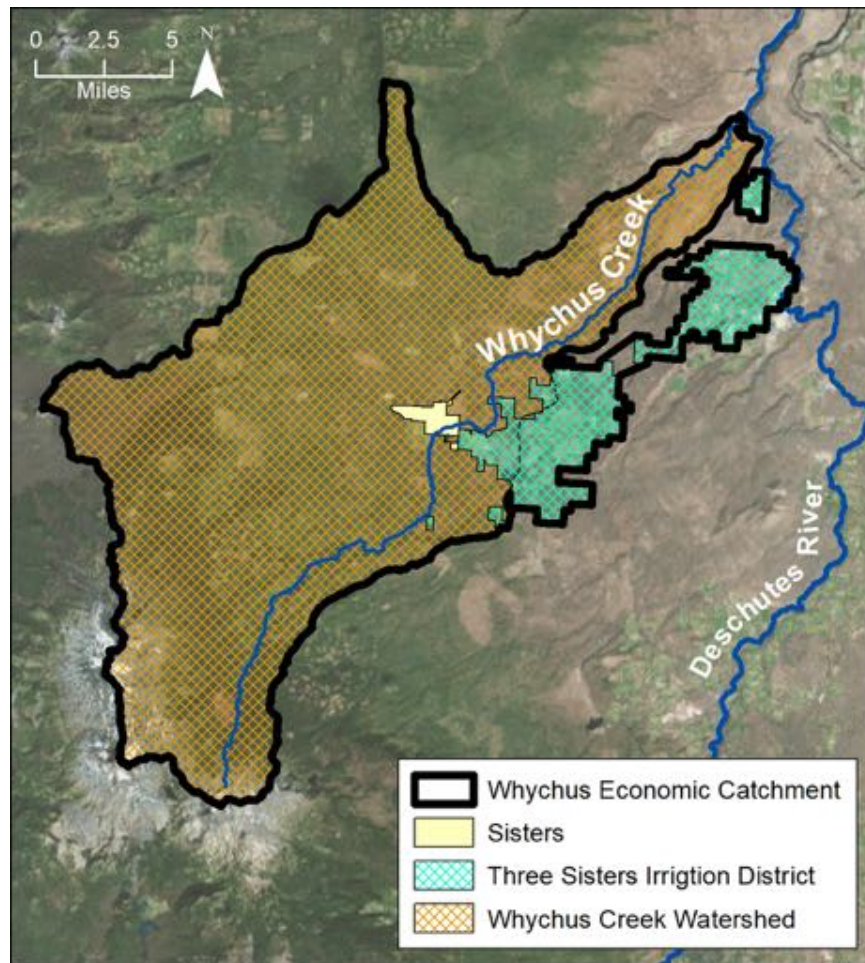 0 2.5 5
Miles
N
Whychus Creek
Deschutes River
Whychus Economic Catchment
Sisters
Three Sisters Irrigtion District
Whychus Creek Watershed